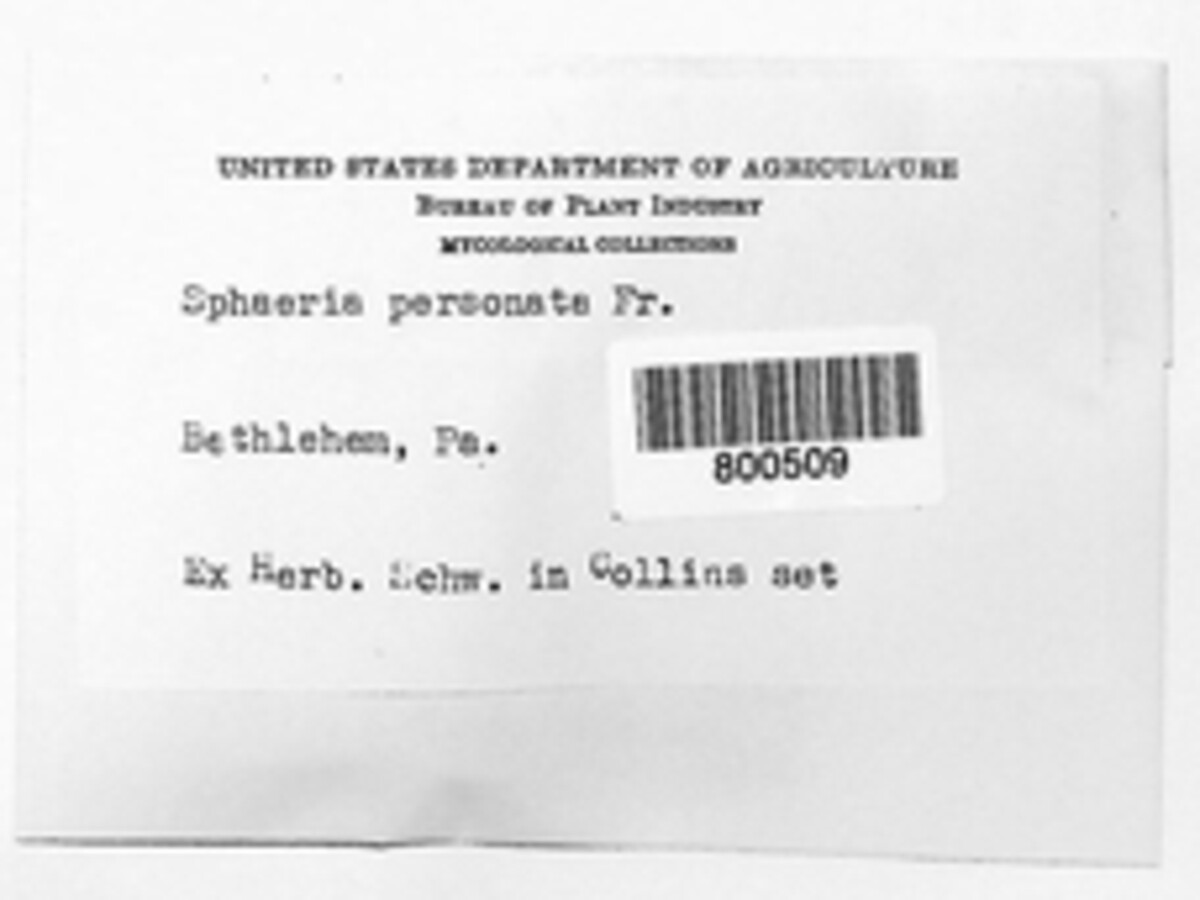 UNITED STATES DEPARTMENT OF AGRICULTURE
BUREAU OF PLANT INDUSTRY
MYCOLOGICAL COLLECTIONS
Sphaeria personata Fr.
Bethlehem, Pa.
800509
Ex Herb. Schw. in Collins set